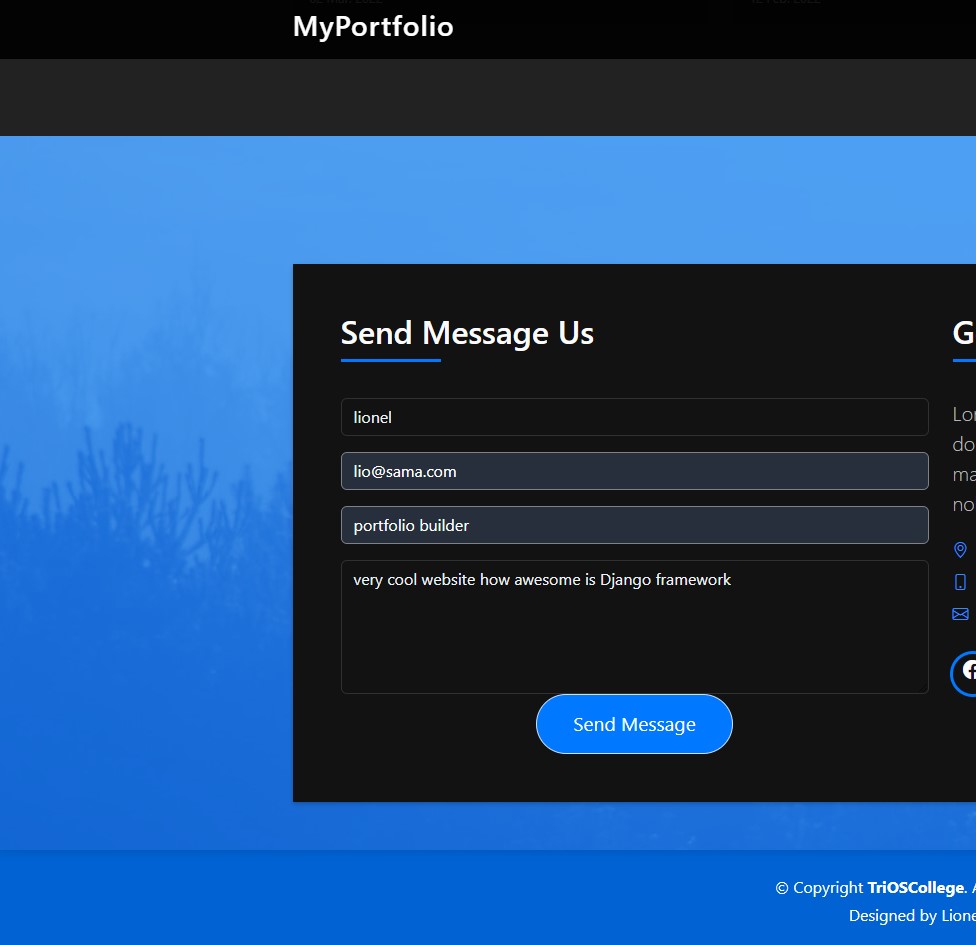 MyPortfolio
Send Message Us
lionel
lio@sama.com
portfolio builder
very cool website how awesome is Django framework
Send Message
G
Lor
do
ma
no
© Copyright TriOSCollege. A
Designed by Lione